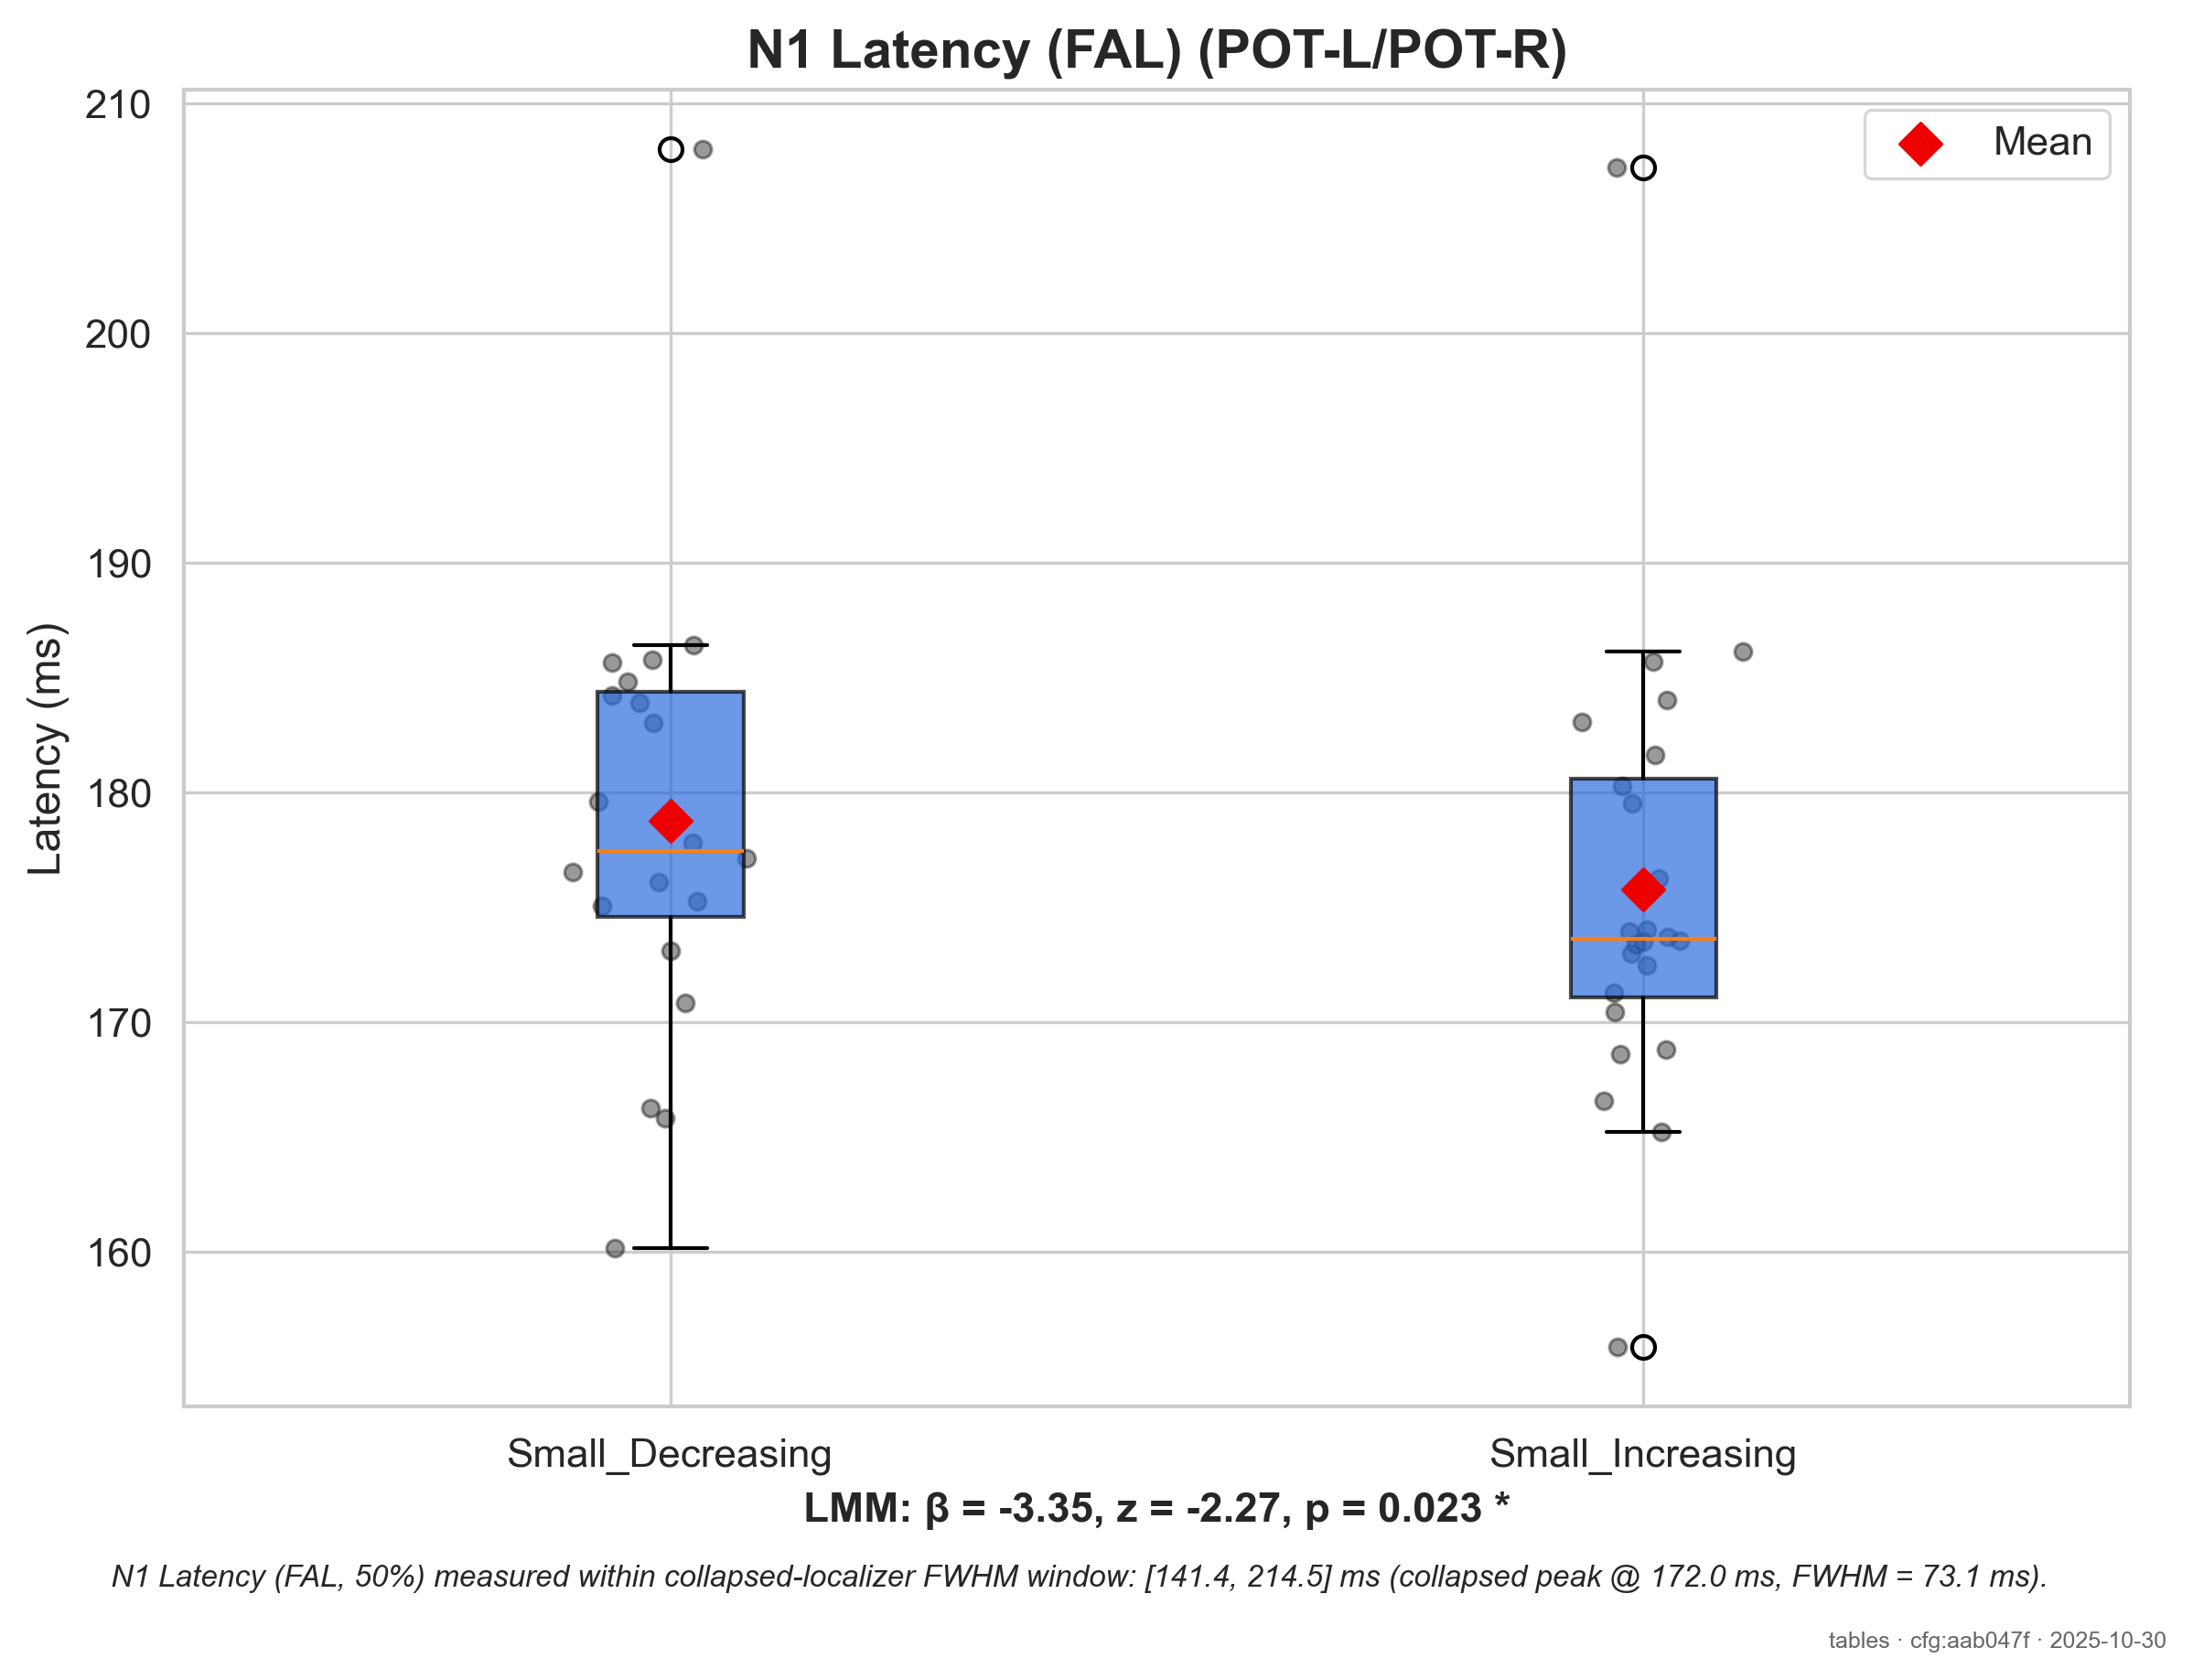 N1 Latency (FAL) (POT-L/POT-R)
210
200
190
180
170
160
Latency (ms)
Mean
Small_Decreasing
Small_Increasing
LMM: β = -3.35, z = -2.27, p = 0.023 *
N1 Latency (FAL, 50%) measured within collapsed-localizer FWHM window: [141.4, 214.5] ms (collapsed peak @ 172.0 ms, FWHM = 73.1 ms).
tables · cfg:aab047f · 2025-10-30